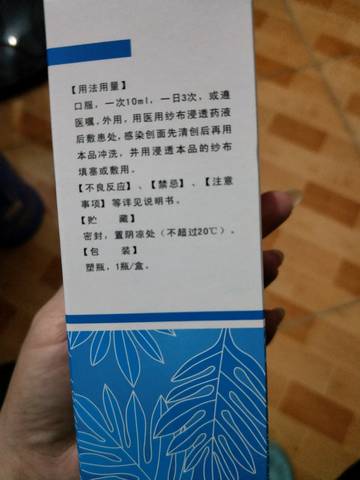 【用法用量】
口服，一次10ml，一日3次，或遵
医嘱，外用，用医用纱布浸透药液
后敷患处，感染创面先清创后再用
本品冲洗，并用浸透本品的纱布
填塞或敷用。
【不良反应】、【禁忌】、【注意
事项】等详见说明书。
【贮　　藏】
密封，置阴凉处（不超过20℃）。
【包　　装】
塑瓶，1瓶/盒。